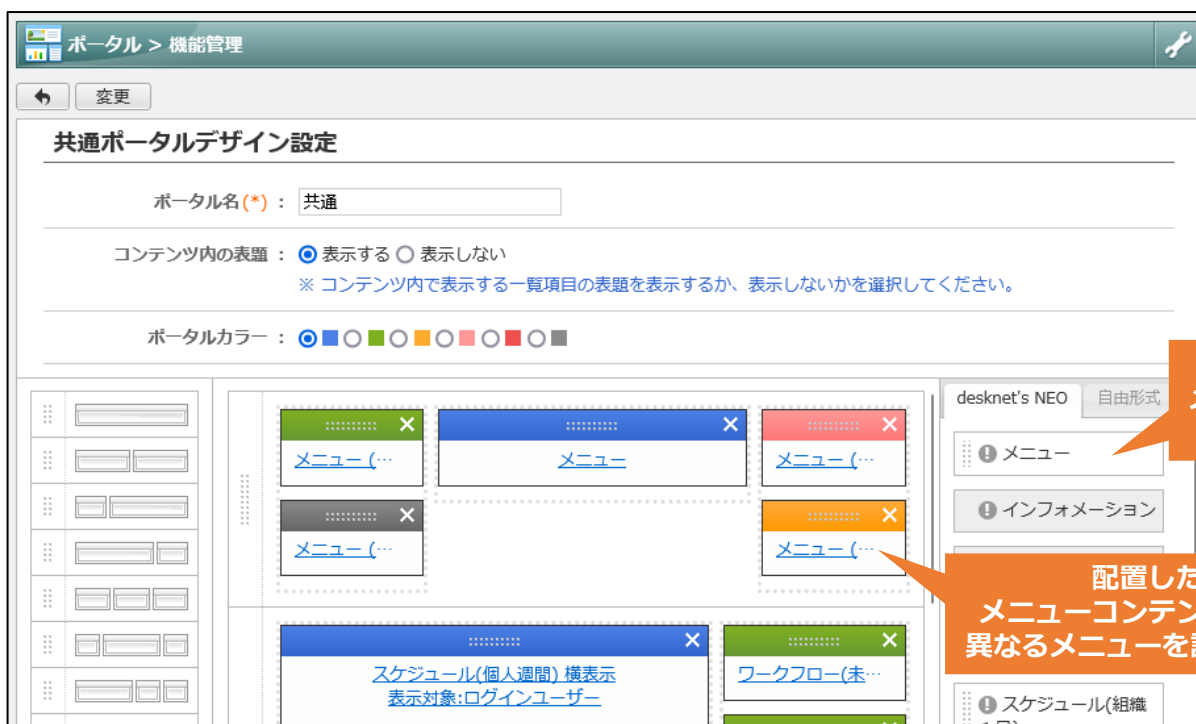 ポータル > 機能管理
変更
共通ポータルデザイン設定
ポータル名(*) : 共通
コンテンツ内の表題 : 表示する 表示しない
※ コンテンツ内で表示する一覧項目の表題を表示するか、表示しないかを選択してください。
ポータルカラー :
メニュー (…
メニュー
メニュー (…
メニュー (…
メニュー (…
スケジュール(個人週間) 横表示
表示対象:ログインユーザー
ワークフロー(未…
desknet's NEO 自由形式
メニュー
インフォメーション
配置した
メニューコンテン
異なるメニューを
スケジュール(組織